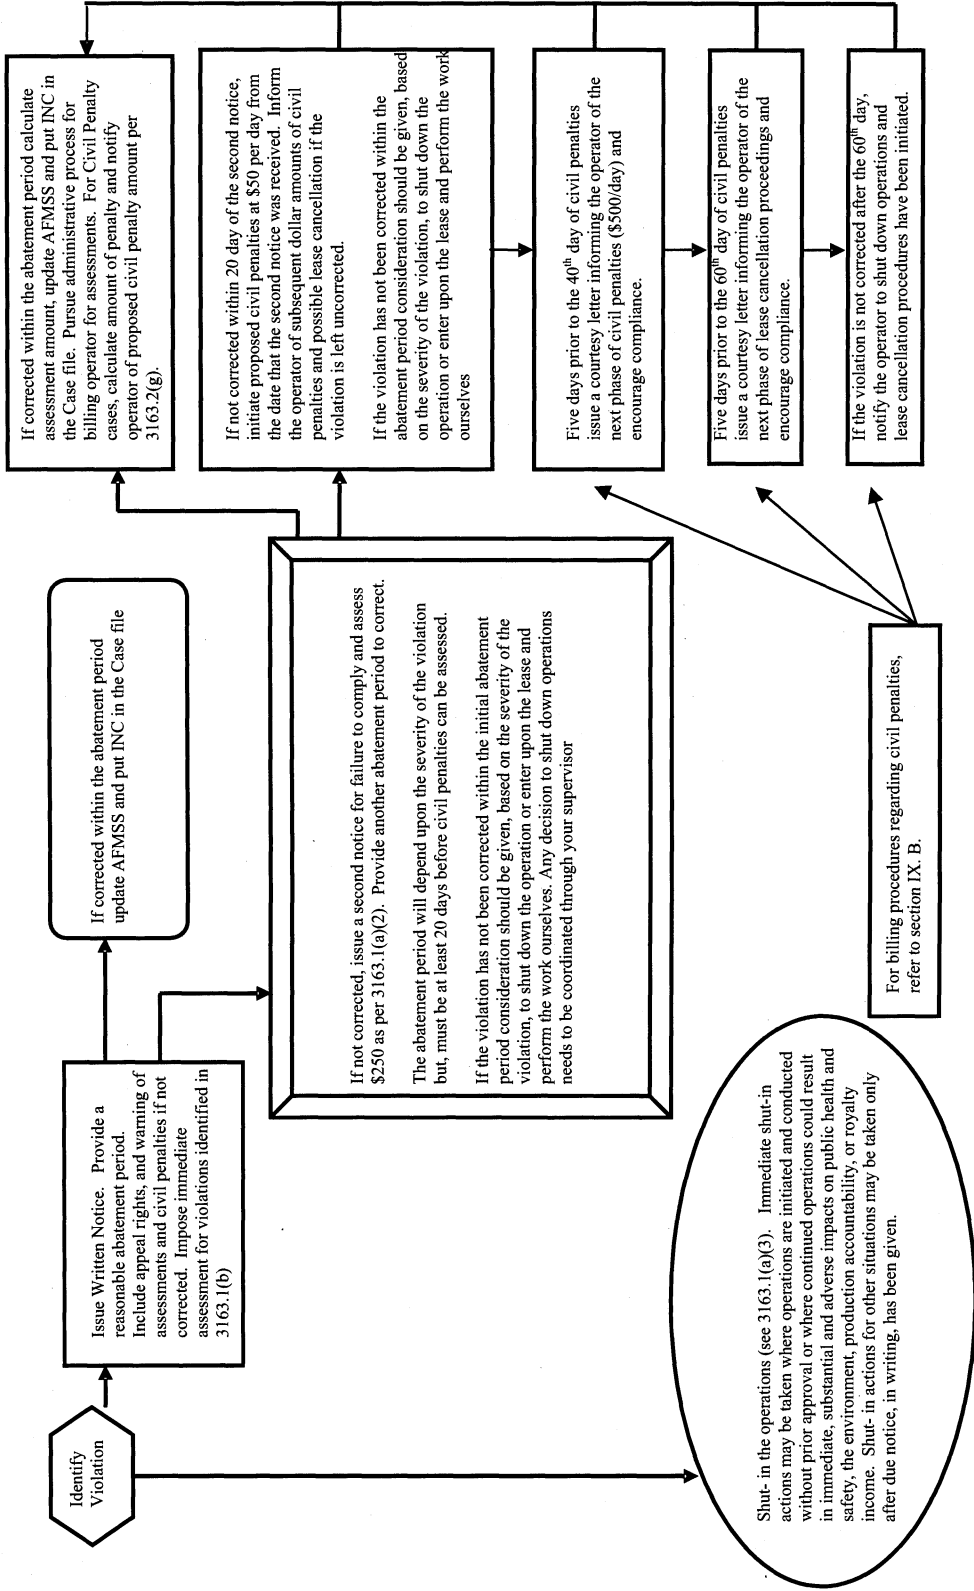 Identify
Violation
Issue Written Notice. Provide a
reasonable abatement period.
Include appeal rights, and warning of
assessments and civil penalties if not
corrected. Impose immediate
assessment for violations identified in
3163.1(b)
If corrected within the abatement period
update AFMSS and put INC in the Case file
If not corrected, issue a second notice for failure to comply and assess
$250 as per 3163.1(a)(2). Provide another abatement period to correct.
The abatement period will depend upon the severity of the violation
but, must be at least 20 days before civil penalties can be assessed.
If the violation has not been corrected within the initial abatement
period consideration should be given, based on the severity of the
violation, to shut down the operation or enter upon the lease and
perform the work ourselves. Any decision to shut down operations
needs to be coordinated through your supervisor
If corrected within the abatement period calculate
assessment amount, update AFMSS and put INC in
the Case file. Pursue administrative process for
billing operator for assessments. For Civil Penalty
cases, calculate amount of penalty and notify
operator of proposed civil penalty amount per
3163.2(g).
If not corrected within 20 day of the second notice,
initiate proposed civil penalties at $50 per day from
the date that the second notice was received. Inform
the operator of subsequent dollar amounts of civil
penalties and possible lease cancellation if the
violation is left uncorrected.
If the violation has not been corrected within the
abatement period consideration should be given, based
on the severity of the violation, to shut down the
operation or enter upon the lease and perform the work
ourselves
Five days prior to the 40th day of civil penalties
issue a courtesy letter informing the operator of the
next phase of civil penalties ($500/day) and
encourage compliance.
Five days prior to the 60th day of civil penalties
issue a courtesy letter informing the operator of the
next phase of lease cancellation proceedings and
encourage compliance.
If the violation is not corrected after the 60th day,
notify the operator to shut down operations and
lease cancellation procedures have been initiated.
Shut- in the operations (see 3163.1(a)(3). Immediate shut-in
actions may be taken where operations are initiated and conducted
without prior approval or where continued operations could result
in immediate, substantial and adverse impacts on public health and
safety, the environment, production accountability, or royalty
income. Shut- in actions for other situations may be taken only
after due notice, in writing, has been given.
For billing procedures regarding civil penalties,
refer to section IX. B.